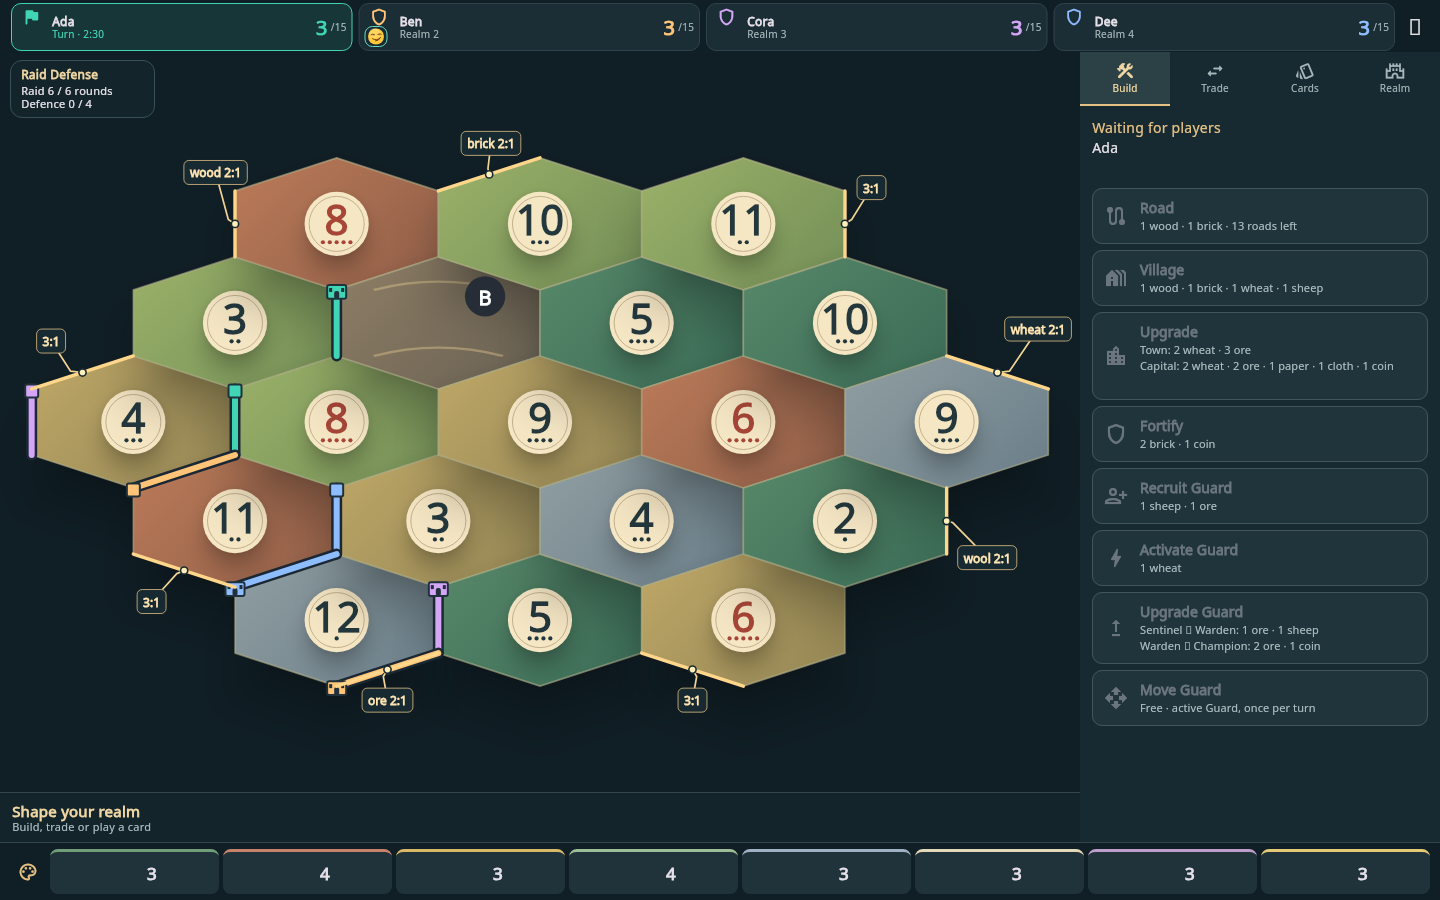 Ada
Turn · 2:30
3 /15
Ben
Realm 2
3 /15
Cora
Realm 3
3 /15
Dee
Realm 4
3 /15
Raid Defense
Raid 6 / 6 rounds
Defence 0 / 4
Build
Trade
Cards
Realm
Waiting for players
Ada
Road
1 wood · 1 brick · 13 roads left
Village
1 wood · 1 brick · 1 wheat · 1 sheep
Upgrade
Town: 2 wheat · 3 ore
Capital: 2 wheat · 2 ore · 1 paper · 1 cloth · 1 coin
Fortify
2 brick · 1 coin
Recruit Guard
1 sheep · 1 ore
Activate Guard
1 wheat
Upgrade Guard
Sentinel ▯ Warden: 1 ore · 1 sheep
Warden ▯ Champion: 2 ore · 1 coin
Move Guard
Free · active Guard, once per turn
brick 2:1
wood 2:1
3:1
8
10
11
B
3
5
10
3:1
wheat 2:1
4
8
9
6
9
11
3
4
2
wool 2:1
3:1
12
5
6
ore 2:1
3:1
Shape your realm
Build, trade or play a card
3
4
3
4
3
3
3
3